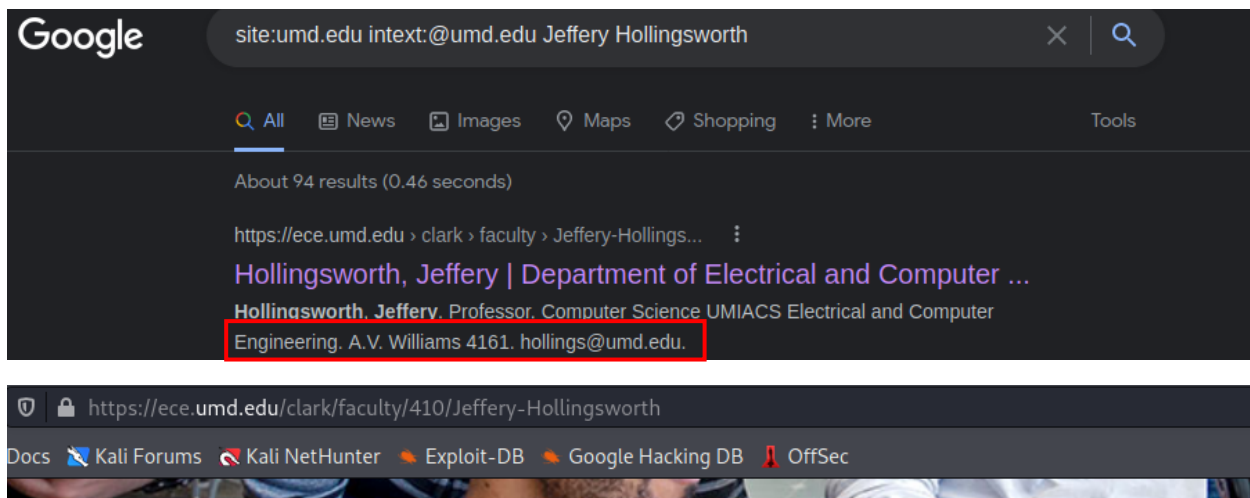 Google
site:umd.edu intext:@umd.edu Jeffery Hollingsworth
All News Images Maps Shopping More Tools
About 94 results (0.46 seconds)
https://ece.umd.edu › clark › faculty › Jeffery-Hollings...
Hollingsworth, Jeffery | Department of Electrical and Computer ...
Hollingsworth, Jeffery. Professor. Computer Science UMIACS Electrical and Computer
Engineering. A.V. Williams 4161. hollings@umd.edu.
https://ece.umd.edu/clark/faculty/410/Jeffery-Hollingsworth
Docs Kali Forums Kali NetHunter Exploit-DB Google Hacking DB OffSec